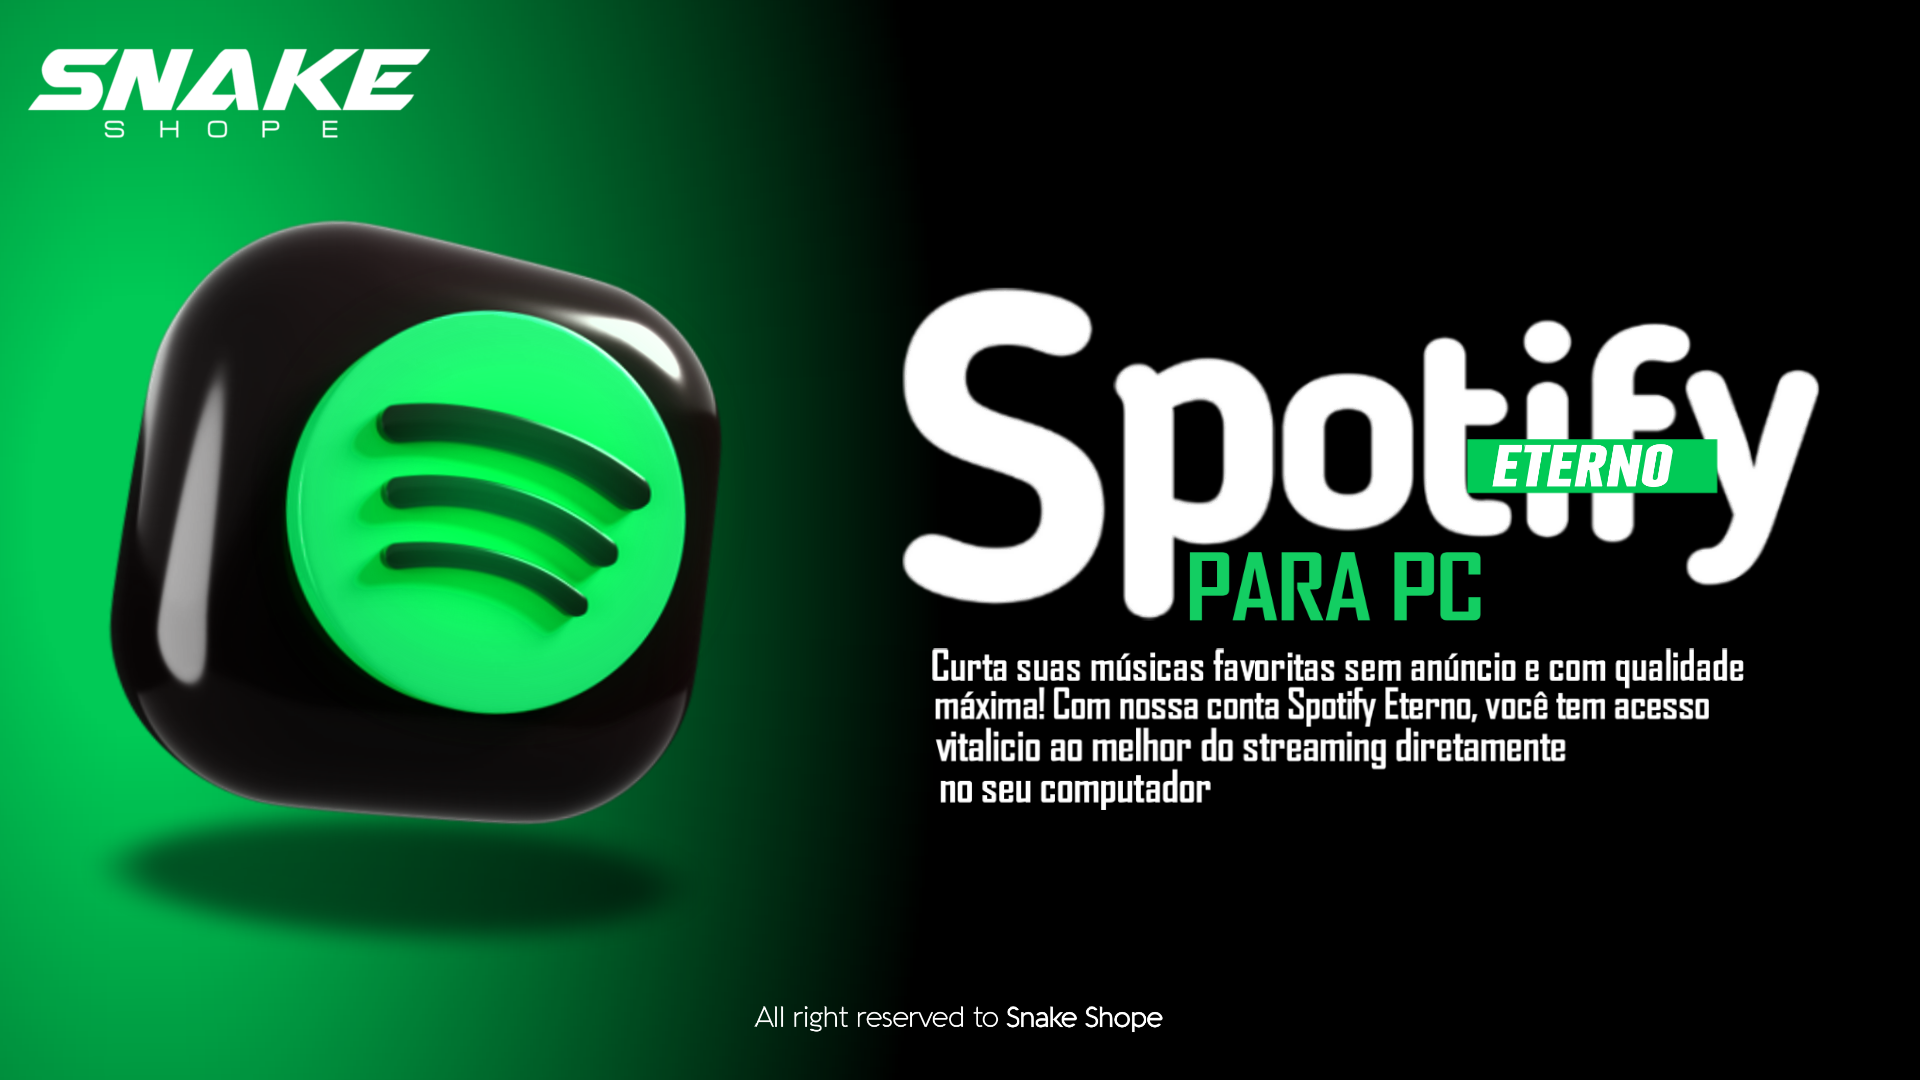 SNAKE
SHOPE
Spotify
ETERNO
PARA PC
Curta suas músicas favoritas sem anúncio e com qualidade
máxima! Com nossa conta Spotify Eterno, você tem acesso
vitalicio ao melhor do streaming diretamente
no seu computador
All right reserved to Snake Shope